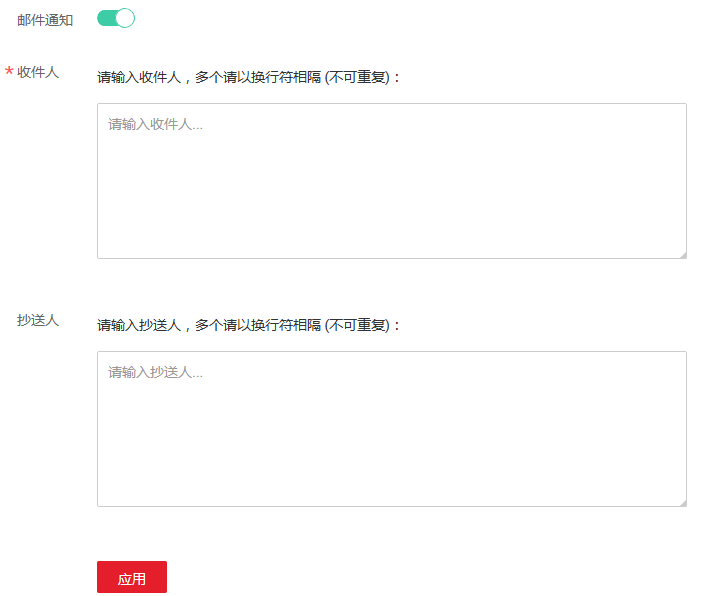 邮件通知
* 收件人
请输入收件人，多个请以换行符相隔 (不可重复)：
请输入收件人...
抄送人
请输入抄送人，多个请以换行符相隔 (不可重复)：
请输入抄送人...
应用